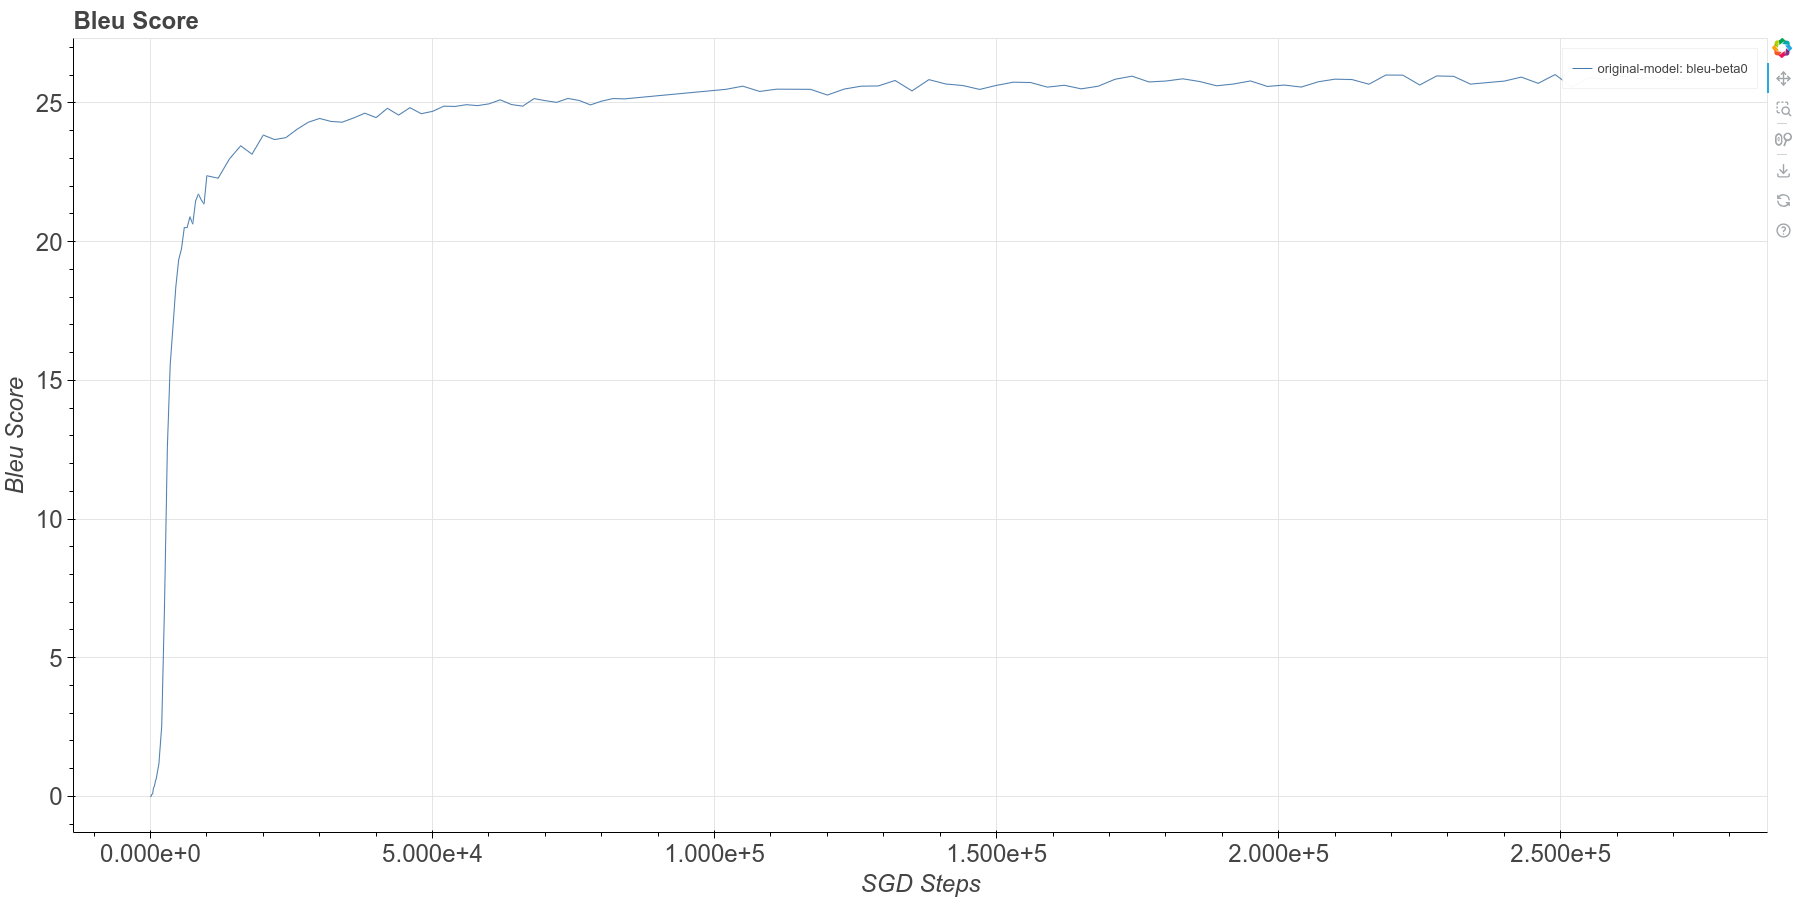 Bleu Score
original-model: bleu-beta0
25
20
15
10
5
0
Bleu Score
0.000e+0 5.000e+4 1.000e+5 1.500e+5 2.000e+5 2.500e+5
SGD Steps